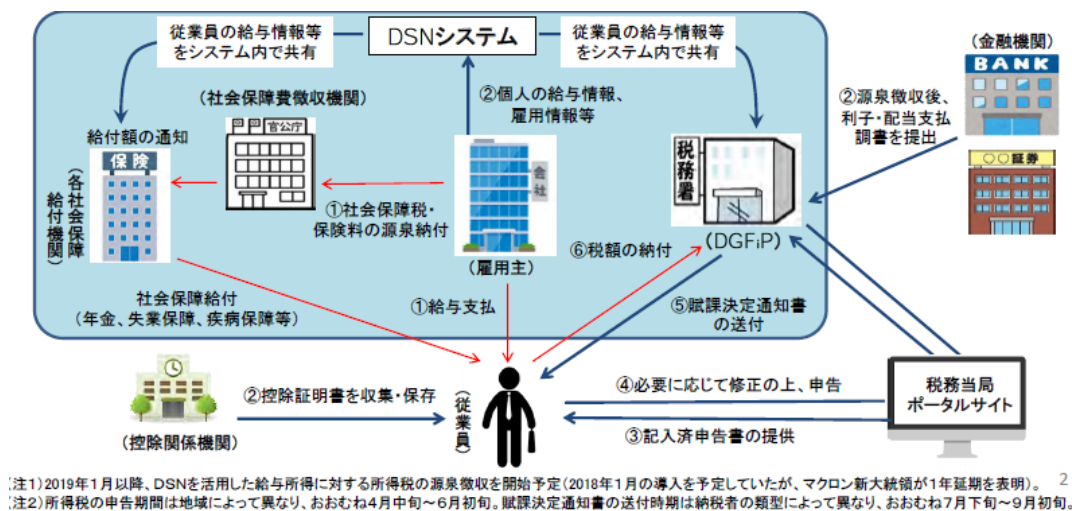 従業員の給与情報等
をシステム内で共有
DSNシステム
従業員の給与情報等
をシステム内で共有
(金融機関)
BANK
②個人の給与情報、
雇用情報等
②源泉徴収後、
利子・配当支払
調書を提出
(社会保障費徴収機関)
官公庁
給付額の通知
保険
(各社会保障
給付機関)
会社
税務署
○○証券
①社会保障税・
保険料の源泉納付
(雇用主)
(DGFiP)
⑥税額の納付
社会保障給付
(年金、失業保障、疾病保障等)
①給与支払
⑤賦課決定通知書
の送付
②控除証明書を収集・保存
(控除関係機関)
(従業員)
④必要に応じて修正の上、申告
③記入済申告書の提供
税務当局
ポータルサイト
(注1)2019年1月以降、DSNを活用した給与所得に対する所得税の源泉徴収を開始予定(2018年1月の導入を予定していたが、マクロン新大統領が1年延期を表明)。
2
(注2)所得税の申告期間は地域によって異なり、おおむね4月中旬~6月初旬。賦課決定通知書の送付時期は納税者の類型によって異なり、おおむね7月下旬~9月初旬。